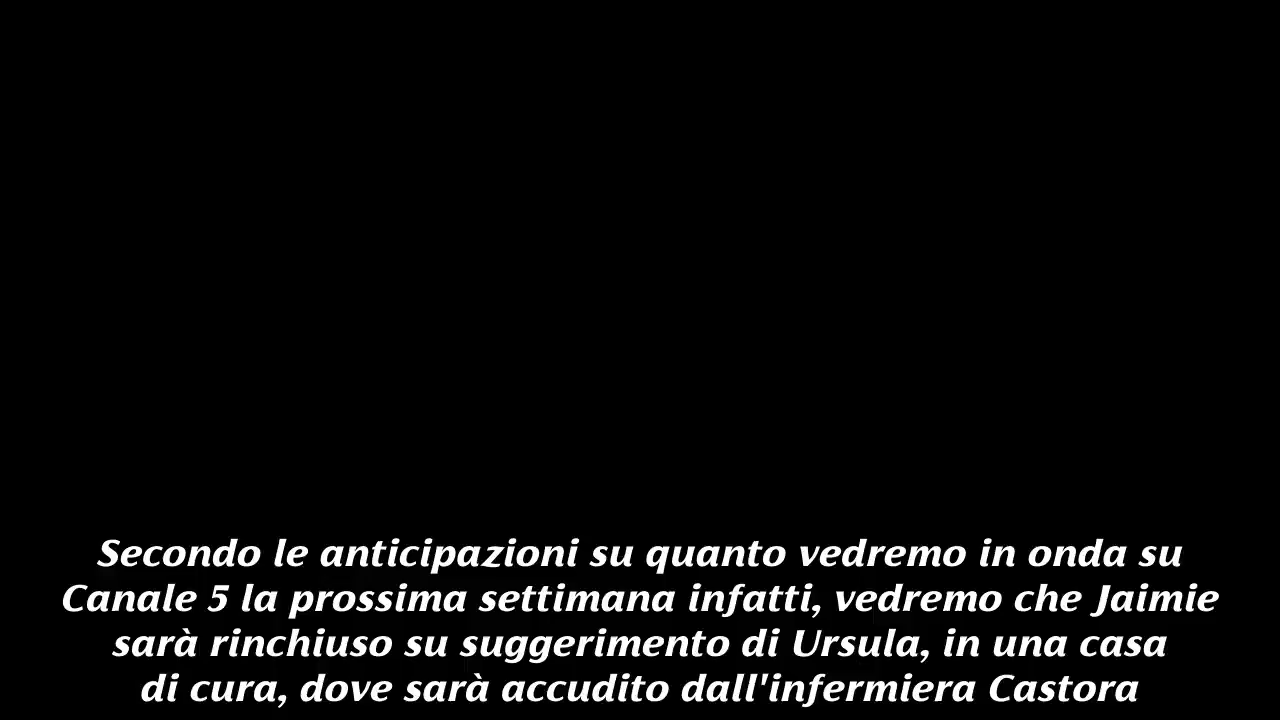 Secondo le anticipazioni su quanto vedremo in onda su
Canale 5 la prossima settimana infatti, vedremo che Jaimie
sarà rinchiuso su suggerimento di Ursula, in una casa
di cura, dove sarà accudito dall'infermiera Castora